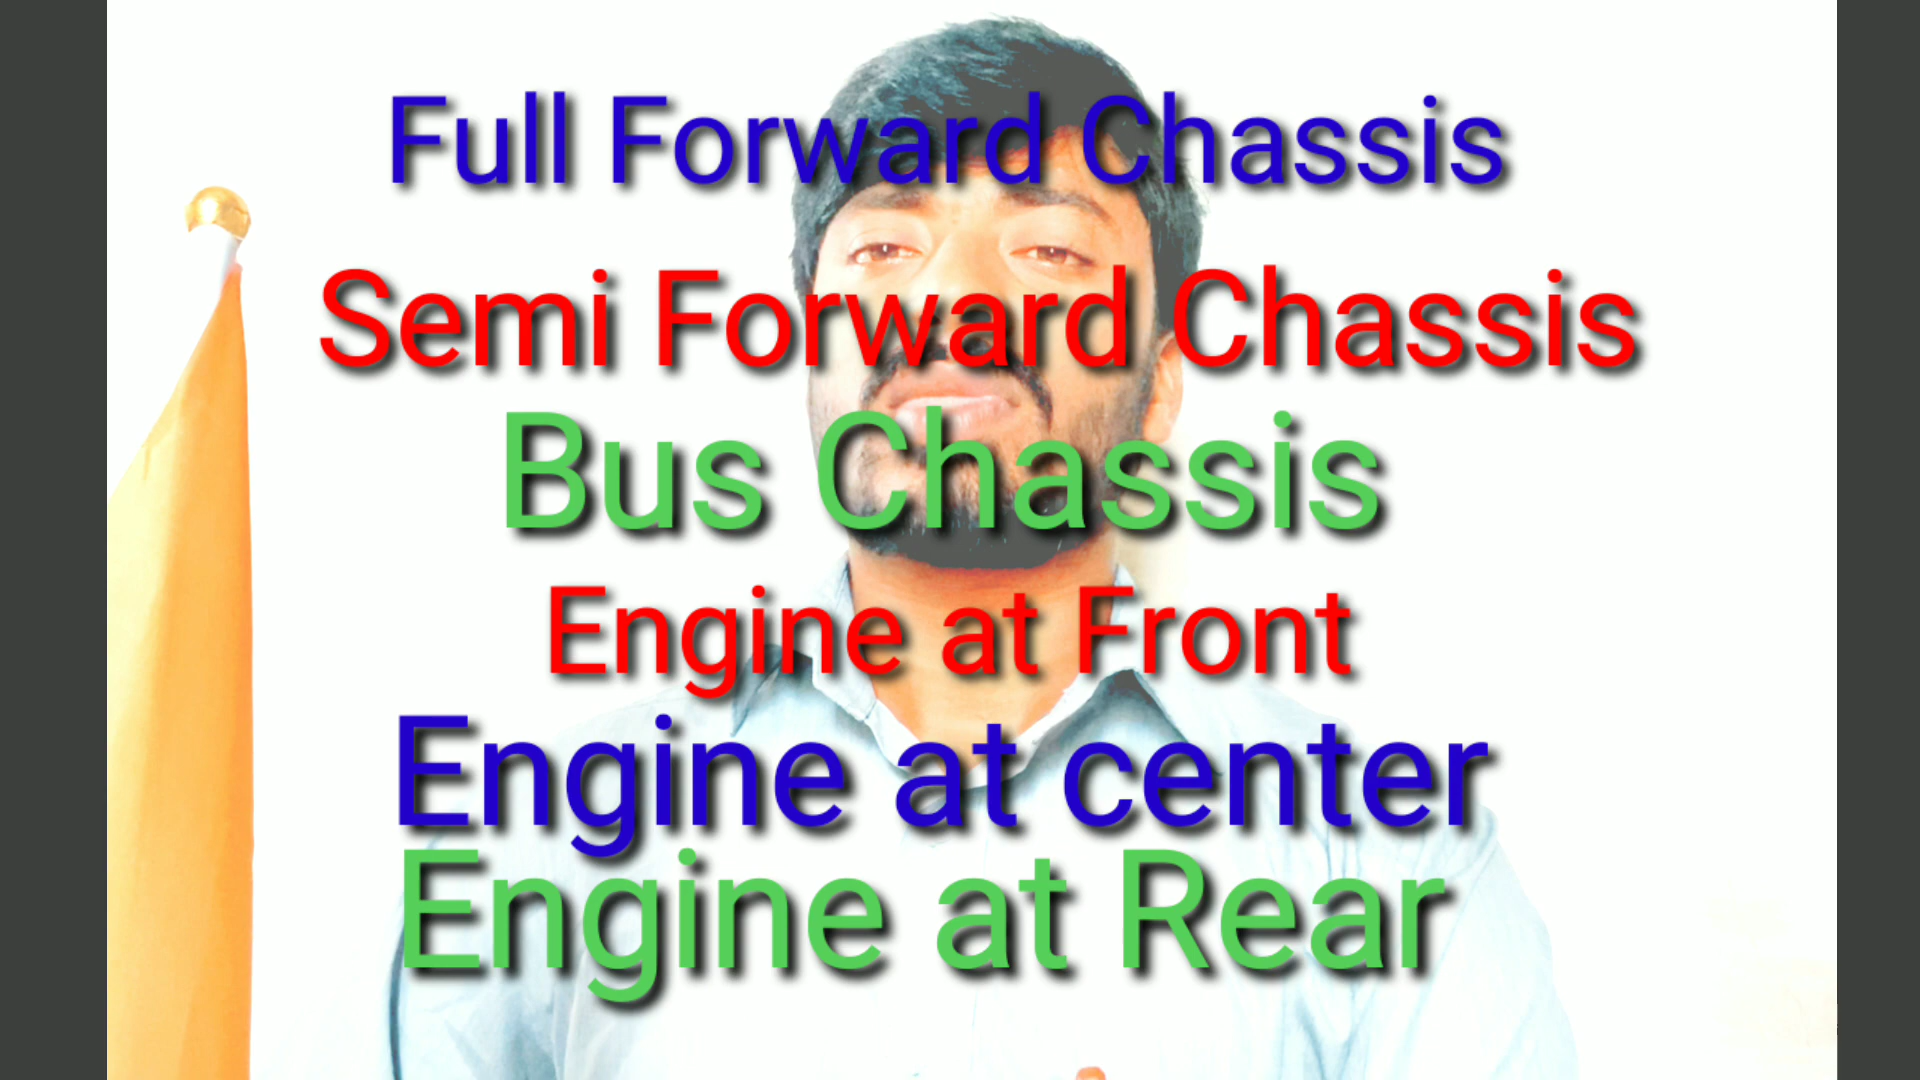 Full Forward Chassis
Semi Forward Chassis
Bus Chassis
Engine at Front
Engine at center
Engine at Rear